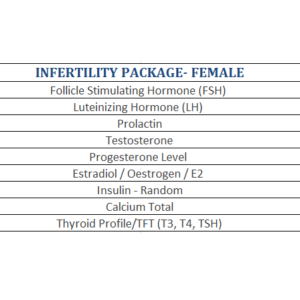 INFERTILITY PACKAGE- FEMALE
Follicle Stimulating Hormone (FSH)
Luteinizing Hormone (LH)
Prolactin
Testosterone
Progesterone Level
Estradiol / Oestrogen / E2
Insulin - Random
Calcium Total
Thyroid Profile/TFT (T3, T4, TSH)